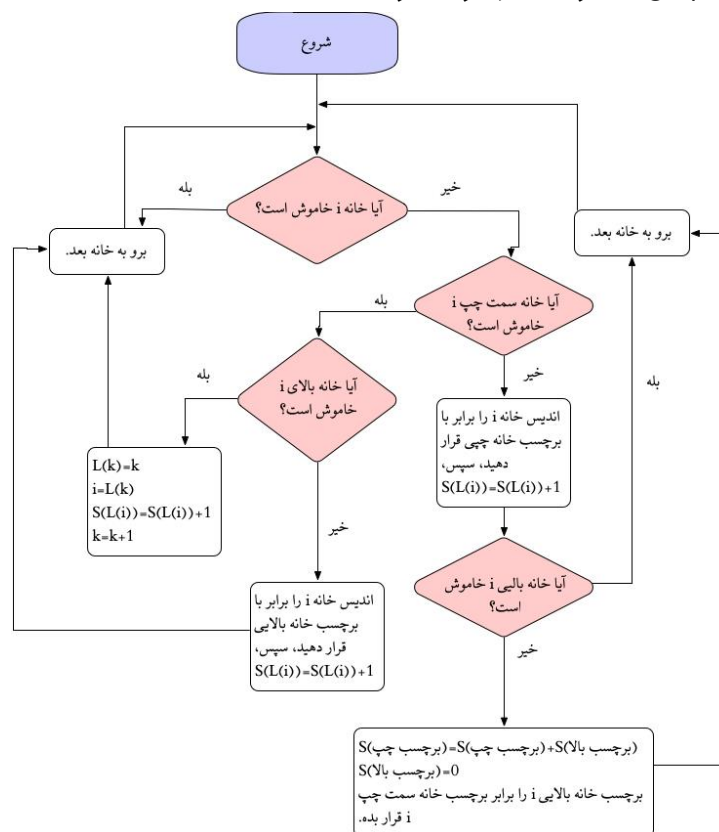 شروع
آیا خانه i خاموش است؟
بله
خیر
برو به خانه بعد.
برو به خانه بعد.
آیا خانه سمت چپ i
خاموش است؟
بله
خیر
آیا خانه بالای i
خاموش است؟
بله
خیر
L(k)=k
i=L(k)
S(L(i))=S(L(i))+1
k=k+1
اندیس خانه i را برابر با
برچسب خانه بالایی
قرار دهید، سپس،
S(L(i))=S(L(i))+1
اندیس خانه i را برابر با
برچسب خانه چپی قرار
دهید، سپس،
S(L(i))=S(L(i))+1
آیا خانه بالیی i خاموش
است؟
بله
خیر
S(برچسب چپ)=S(برچسب چپ)+S(برچسب بالا)
S(برچسب بالا)=0
برچسب خانه بالایی i را برابر برچسب خانه سمت چپ
i قرار بده.